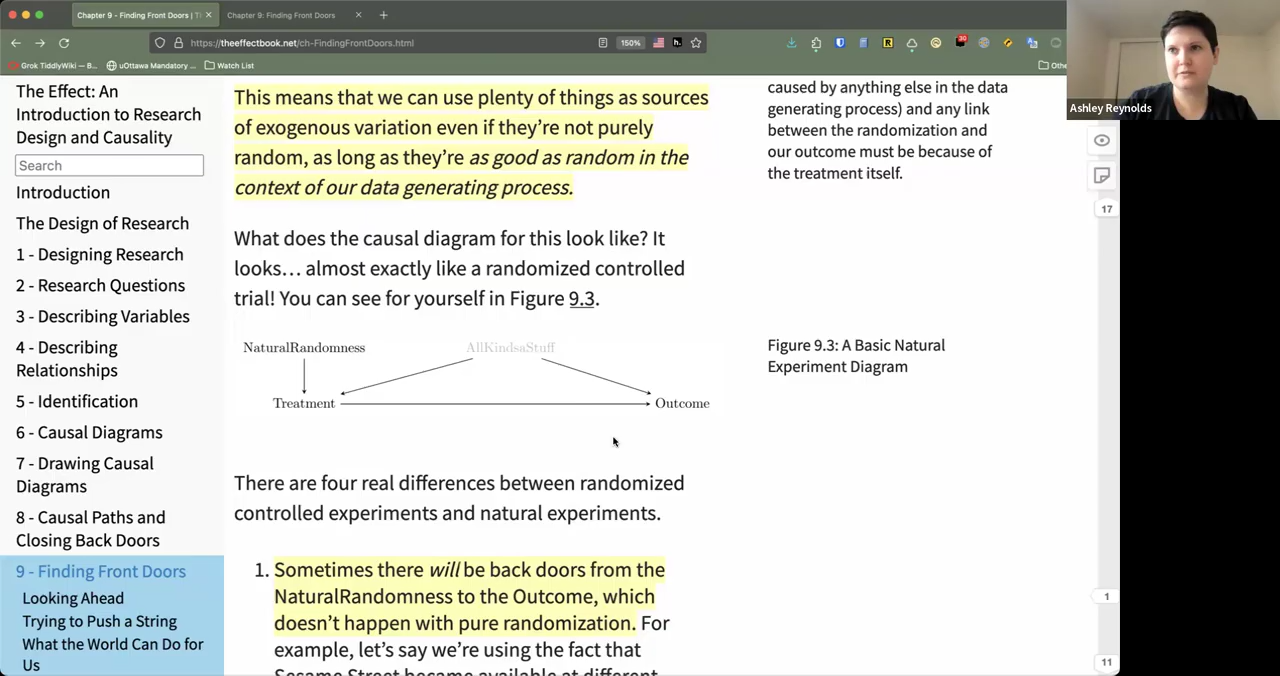 Chapter 9 - Finding Front Doors | Th
Chapter 9: Finding Front Doors
https://theeffectbook.net/ch-FindingFrontDoors.html
150%
30
Grok TiddlyWiki — B...
uOttawa Mandatory ...
Watch List
Othe
Ashley Reynolds
The Effect: An
Introduction to Research
Design and Causality
Search
Introduction
The Design of Research
1 - Designing Research
2 - Research Questions
3 - Describing Variables
4 - Describing
Relationships
5 - Identification
6 - Causal Diagrams
7 - Drawing Causal
Diagrams
8 - Causal Paths and
Closing Back Doors
9 - Finding Front Doors
Looking Ahead
Trying to Push a String
What the World Can Do for
Us
This means that we can use plenty of things as sources
of exogenous variation even if they're not purely
random, as long as they're as good as random in the
context of our data generating process.
What does the causal diagram for this look like? It
looks… almost exactly like a randomized controlled
trial! You can see for yourself in Figure 9.3.
NaturalRandomness
AllKindsaStuff
Treatment
Outcome
There are four real differences between randomized
controlled experiments and natural experiments.
1. Sometimes there will be back doors from the
NaturalRandomness to the Outcome, which
doesn't happen with pure randomization. For
example, let's say we're using the fact that
Sesame Street became available at different
caused by anything else in the data
generating process) and any link
between the randomization and
our outcome must be because of
the treatment itself.
Figure 9.3: A Basic Natural
Experiment Diagram
17
1
11